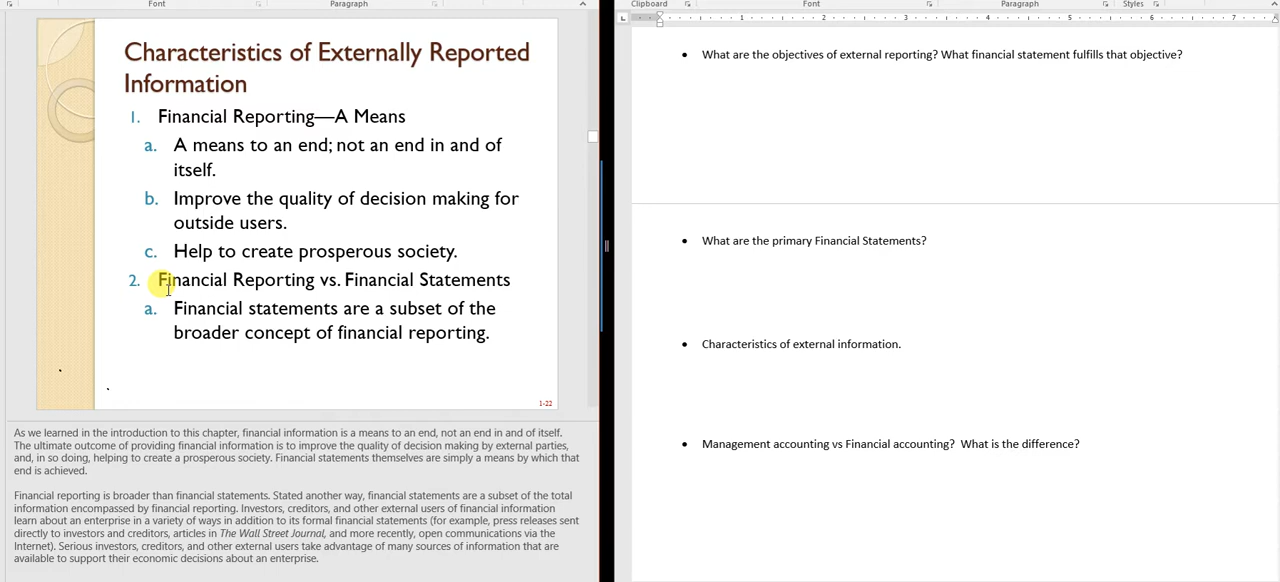 Font
Paragraph
Clipboard
Font
Paragraph
Styles
1 2 3 4 5 6 7
Characteristics of Externally Reported
Information
1. Financial Reporting—A Means
a. A means to an end; not an end in and of
itself.
b. Improve the quality of decision making for
outside users.
c. Help to create prosperous society.
2. Financial Reporting vs. Financial Statements
a. Financial statements are a subset of the
broader concept of financial reporting.
1-22
As we learned in the introduction to this chapter, financial information is a means to an end, not an end in and of itself.
The ultimate outcome of providing financial information is to improve the quality of decision making by external parties,
and, in so doing, helping to create a prosperous society. Financial statements themselves are simply a means by which that
end is achieved.
Financial reporting is broader than financial statements. Stated another way, financial statements are a subset of the total
information encompassed by financial reporting. Investors, creditors, and other external users of financial information
learn about an enterprise in a variety of ways in addition to its formal financial statements (for example, press releases sent
directly to investors and creditors, articles in The Wall Street Journal, and more recently, open communications via the
Internet). Serious investors, creditors, and other external users take advantage of many sources of information that are
available to support their economic decisions about an enterprise.
• What are the objectives of external reporting? What financial statement fulfills that objective?
• What are the primary Financial Statements?
• Characteristics of external information.
• Management accounting vs Financial accounting? What is the difference?